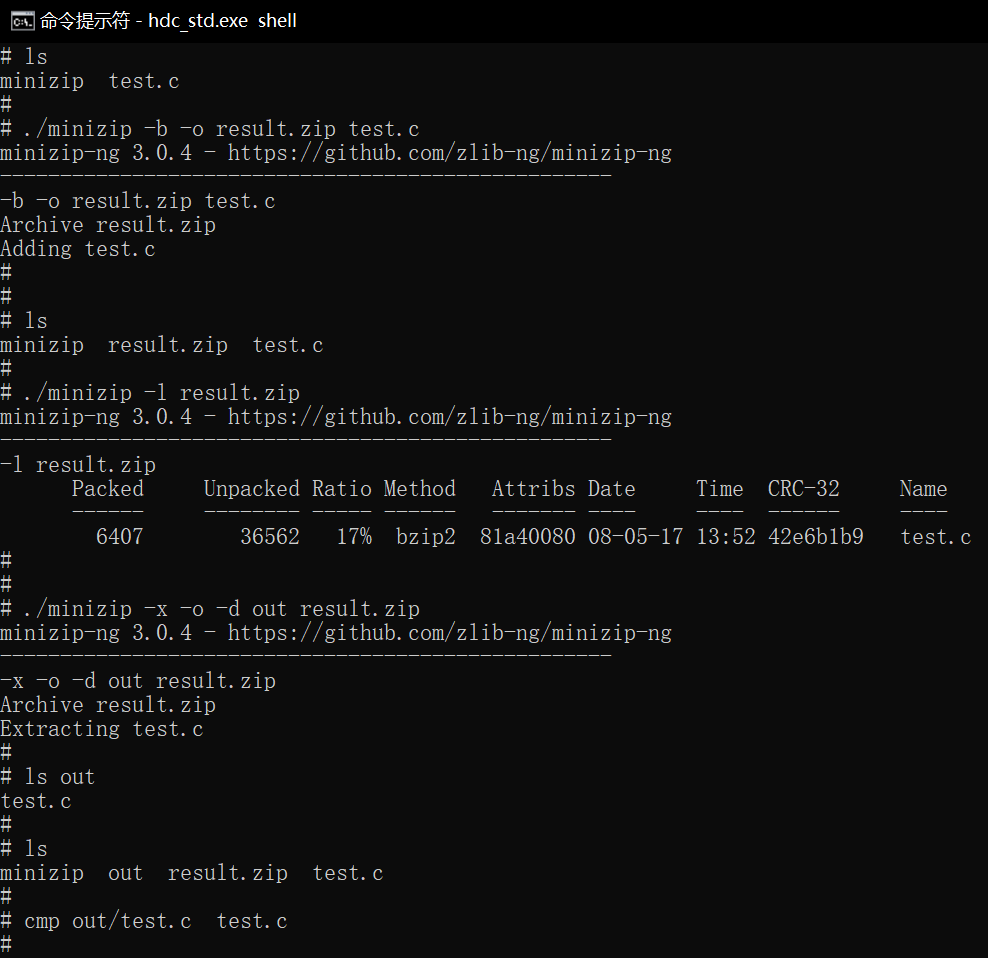 命令提示符 - hdc_std.exe shell
# ls
minizip  test.c
#
# ./minizip -b -o result.zip test.c
minizip-ng 3.0.4 - https://github.com/zlib-ng/minizip-ng
---------------------------------------------------
-b -o result.zip test.c
Archive result.zip
Adding test.c
#
#
# ls
minizip  result.zip  test.c
#
# ./minizip -l result.zip
minizip-ng 3.0.4 - https://github.com/zlib-ng/minizip-ng
---------------------------------------------------
-l result.zip
      Packed     Unpacked Ratio Method   Attribs Date     Time  CRC-32     Name
      ------     -------- ----- ------   ------- ----     ----  ------     ----
        6407        36562   17%  bzip2  81a40080 08-05-17 13:52 42e6b1b9   test.c
#
#
# ./minizip -x -o -d out result.zip
minizip-ng 3.0.4 - https://github.com/zlib-ng/minizip-ng
---------------------------------------------------
-x -o -d out result.zip
Archive result.zip
Extracting test.c
#
# ls out
test.c
#
# ls
minizip  out  result.zip  test.c
#
# cmp out/test.c  test.c
#